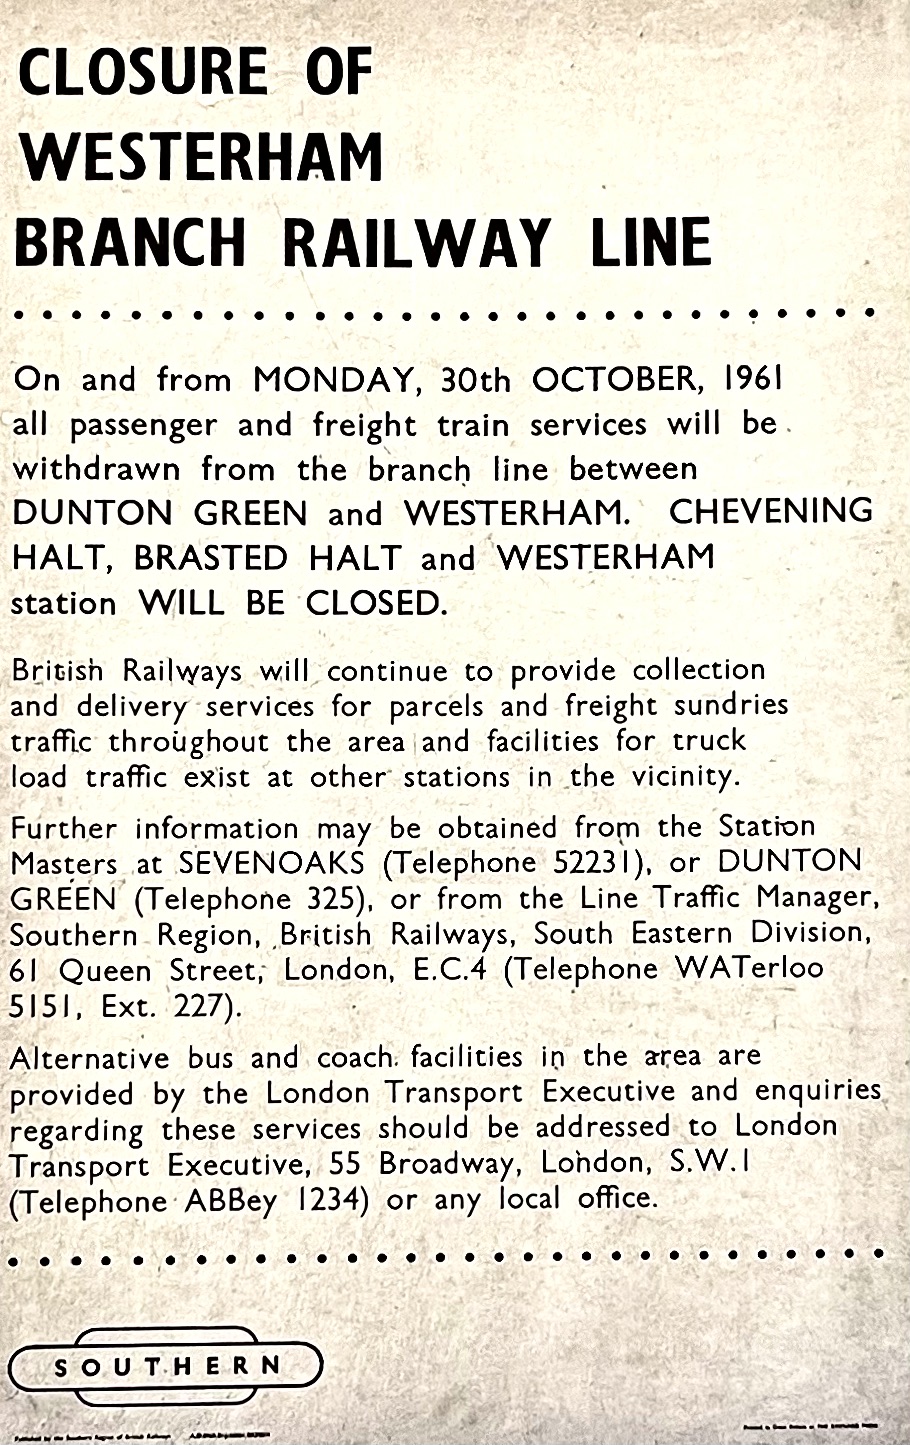 CLOSURE OF
WESTERHAM
BRANCH RAILWAY LINE
On and from MONDAY, 30th OCTOBER, 1961
all passenger and freight train services will be
withdrawn from the branch line between
DUNTON GREEN and WESTERHAM. CHEVENING
HALT, BRASTED HALT and WESTERHAM
station WILL BE CLOSED.
British Railways will continue to provide collection
and delivery services for parcels and freight sundries
traffic throughout the area and facilities for truck
load traffic exist at other stations in the vicinity.
Further information may be obtained from the Station
Masters at SEVENOAKS (Telephone 52231), or DUNTON
GREEN (Telephone 325), or from the Line Traffic Manager,
Southern Region, British Railways, South Eastern Division,
61 Queen Street, London, E.C.4 (Telephone WATerloo
5151, Ext. 227).
Alternative bus and coach facilities in the area are
provided by the London Transport Executive and enquiries
regarding these services should be addressed to London
Transport Executive, 55 Broadway, London, S.W.1
(Telephone ABBey 1234) or any local office.
SOUTHERN
Published by the Southern Region of British Railways